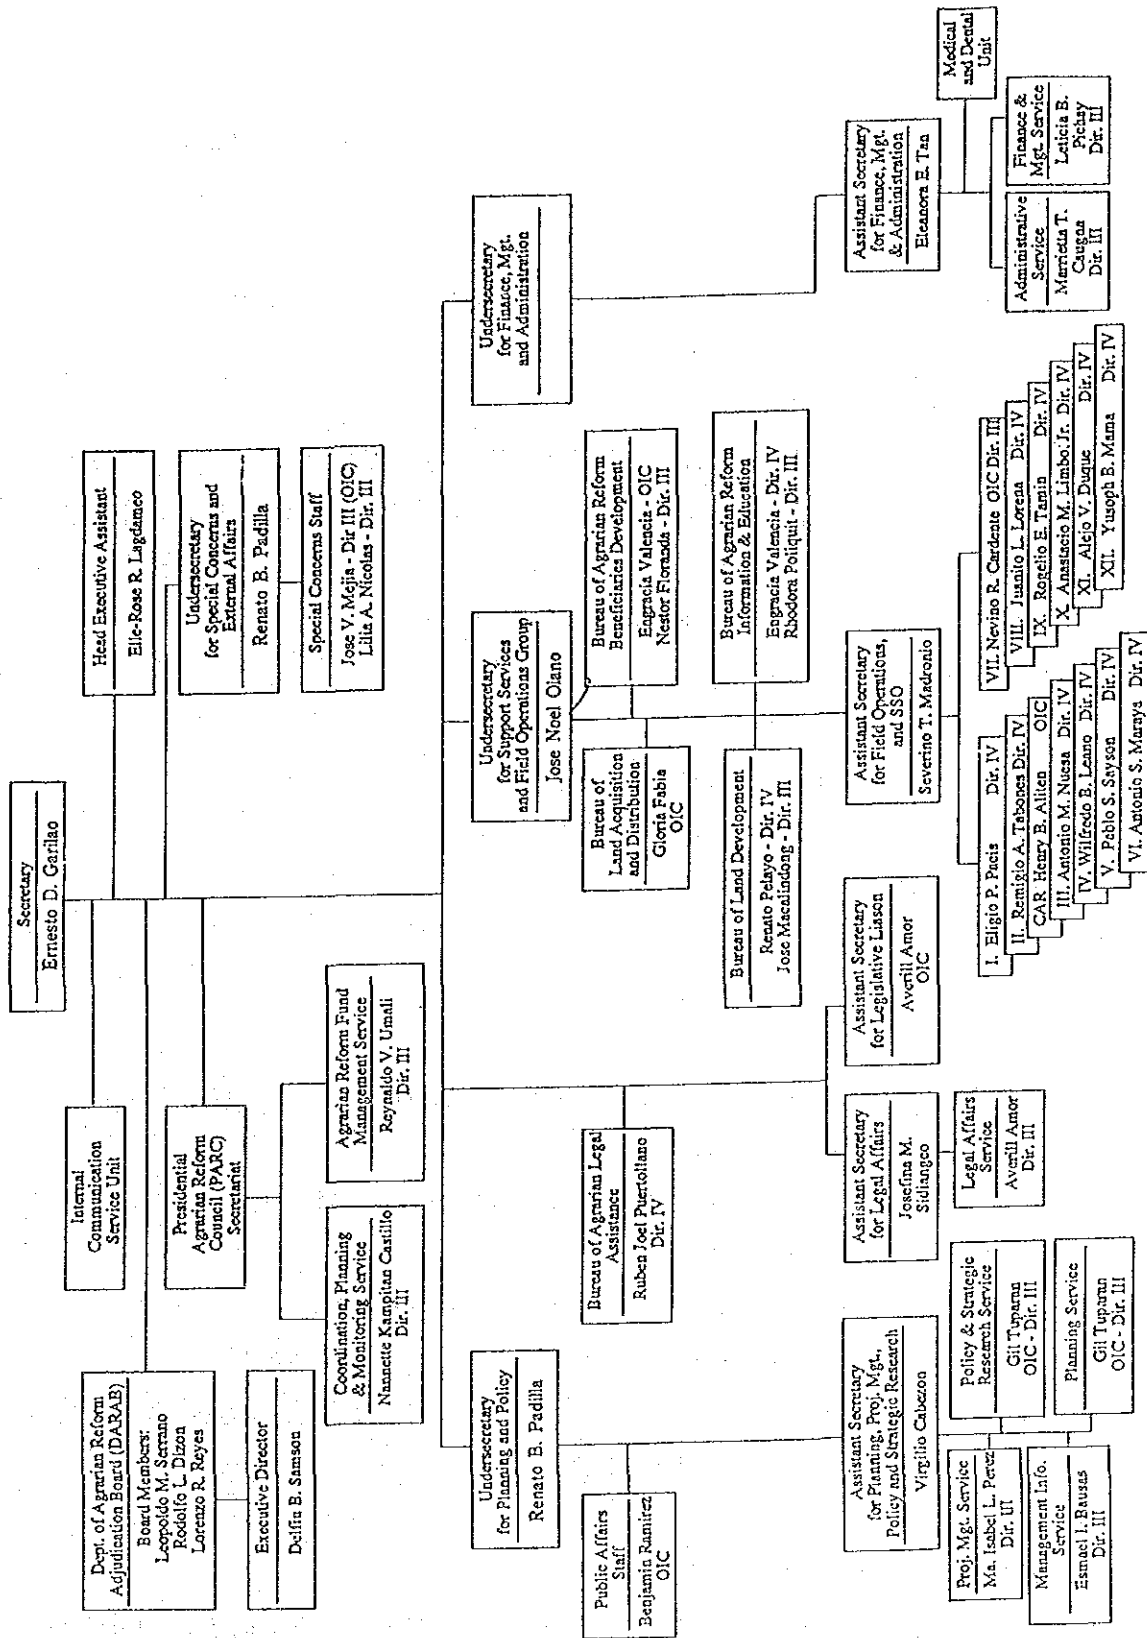 Secretary
Ernesto D. Garilao
Internal
Communication
Service Unit
Head Executive Assistant
Elle-Rose R. Lagdameo
Dept. of Agrarian Reform
Adjudication Board (DARAB)
Board Members:
Leopoldo M. Serrano
Rodolfo L. Dizon
Lorenzo R. Reyes
Presidential
Agrarian Reform
Council (PARC)
Secretariat
Undersecretary
for Special Concerns and
External Affairs
Renato B. Padilla
Executive Director
Delfin B. Samson
Special Concerns Staff
Jose V. Mejia - Dir III (OIC)
Lilia A. Nicolas - Dir. III
Coordination, Planning
& Monitoring Service
Nannette Kampitan Castillo
Dir. III
Agrarian Reform Fund
Management Service
Reynaldo V. Umali
Dir. III
Undersecretary
for Planning and Policy
Renato B. Padilla
Undersecretary
for Support Services
and Field Operations Group
Jose Noel Olano
Undersecretary
for Finance, Mgt.
and Administration
Public Affairs
Staff
Benjamin Ramirez
OIC
Bureau of Agrarian Legal
Assistance
Ruben Joel Puertollano
Dir. IV
Bureau of
Land Acquisition
and Distribution
Gloria Fabia
OIC
Bureau of Agrarian Reform
Beneficiaries Development
Engracia Valencia - OIC
Nestor Floranda - Dir. III
Bureau of Land Development
Renato Pelayo - Dir. IV
Jose Macalindong - Dir. III
Bureau of Agrarian Reform
Information & Education
Engracia Valencia - Dir. IV
Rhodora Poliquit - Dir. III
Assistant Secretary
for Planning, Proj. Mgt.,
Policy and Strategic Research
Virgilio Cabezon
Assistant Secretary
for Legal Affairs
Josefina M.
Sidiangco
Assistant Secretary
for Legislative Liason
Averill Amor
OIC
Assistant Secretary
for Field Operations,
and SSO
Severino T. Madronio
Assistant Secretary
for Finance, Mgt.
& Administration
Eleanora E. Tan
Medical
and Dental
Unit
Proj. Mgt. Service
Ma. Isabel L. Perez
Dir. III
Policy & Strategic
Research Service
Gil Tuparan
OIC - Dir. III
Legal Affairs
Service
Averill Amor
Dir. III
Management Info.
Service
Esmael I. Bausas
Dir. III
Planning Service
Gil Tuparan
OIC - Dir. III
I. Eligio P. Pacis Dir. IV
II. Remigio A. Tabones Dir. IV
CAR Henry B. Aliten OIC
III. Antonio M. Nuesa Dir. IV
IV. Wilfredo B. Leano Dir. IV
V. Pablo S. Sayson Dir. IV
VI. Antonio S. Maraya Dir. IV
VII. Nevino R. Cardente OIC Dir. III
VIII. Juanito L. Lorena Dir. IV
IX. Rogelio E. Tamin Dir. IV
X. Anastacio M. Limbo, Jr. Dir. IV
XI. Alejo V. Duque Dir. IV
XII. Yusoph B. Mama Dir. IV
Administrative
Service
Marrietta T.
Caugna
Dir. III
Finance &
Mgt. Service
Leticia B.
Pichay
Dir. III